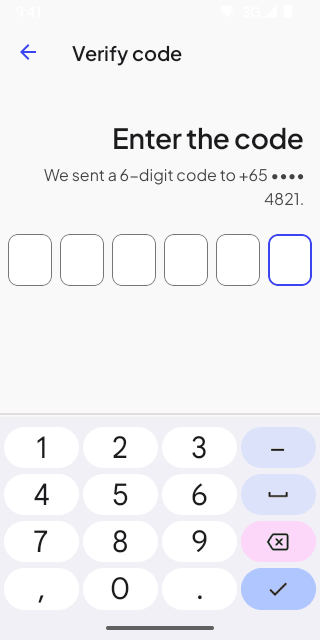 9:41
3G
Verify code
Enter the code
We sent a 6-digit code to +65 ••••
4821.
1 2 3 –
4 5 6
7 8 9
, 0 .